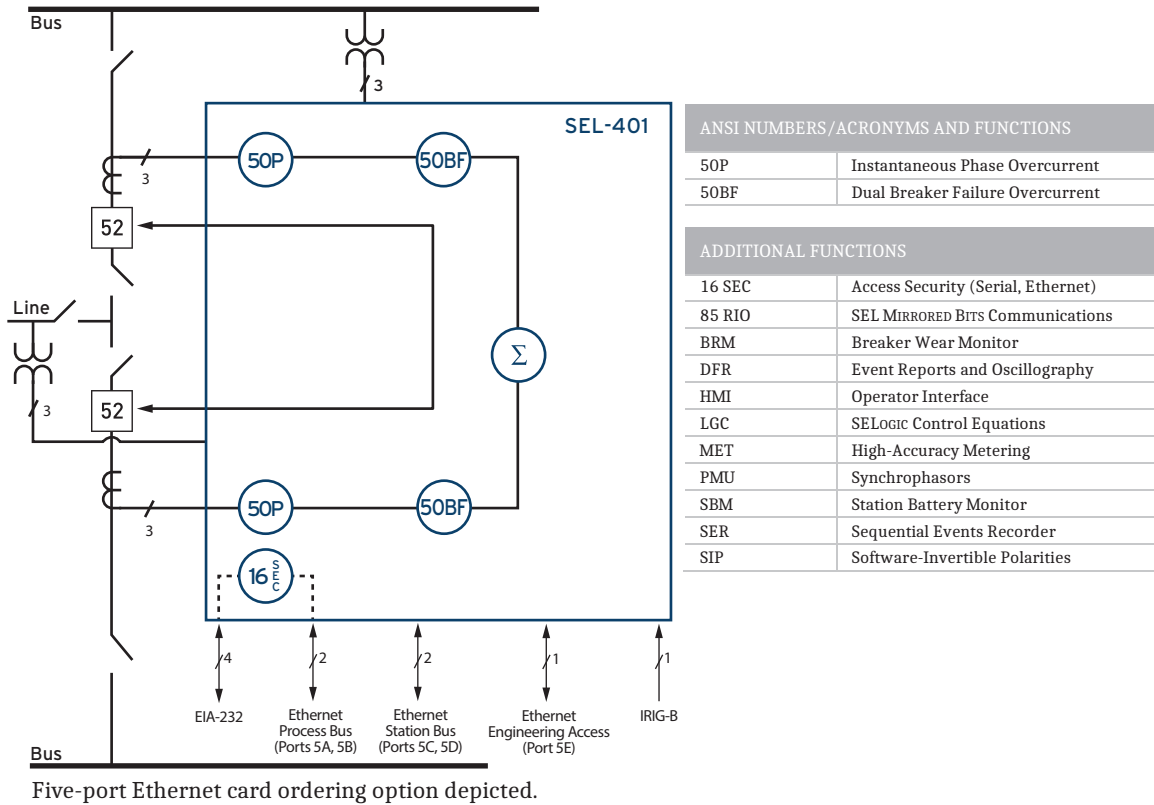 Bus
3
SEL-401
50P
50BF
3
52
Σ
Line
3
52
50P
50BF
3
16 SEC
4
2
2
1
1
EIA-232
Ethernet
Process Bus
(Ports 5A, 5B)
Ethernet
Station Bus
(Ports 5C, 5D)
Ethernet
Engineering Access
(Port 5E)
IRIG-B
Bus
Five-port Ethernet card ordering option depicted.
ANSI NUMBERS/ACRONYMS AND FUNCTIONS
50P Instantaneous Phase Overcurrent
50BF Dual Breaker Failure Overcurrent
ADDITIONAL FUNCTIONS
16 SEC Access Security (Serial, Ethernet)
85 RIO SEL MIRRORED BITS Communications
BRM Breaker Wear Monitor
DFR Event Reports and Oscillography
HMI Operator Interface
LGC SELOGIC Control Equations
MET High-Accuracy Metering
PMU Synchrophasors
SBM Station Battery Monitor
SER Sequential Events Recorder
SIP Software-Invertible Polarities